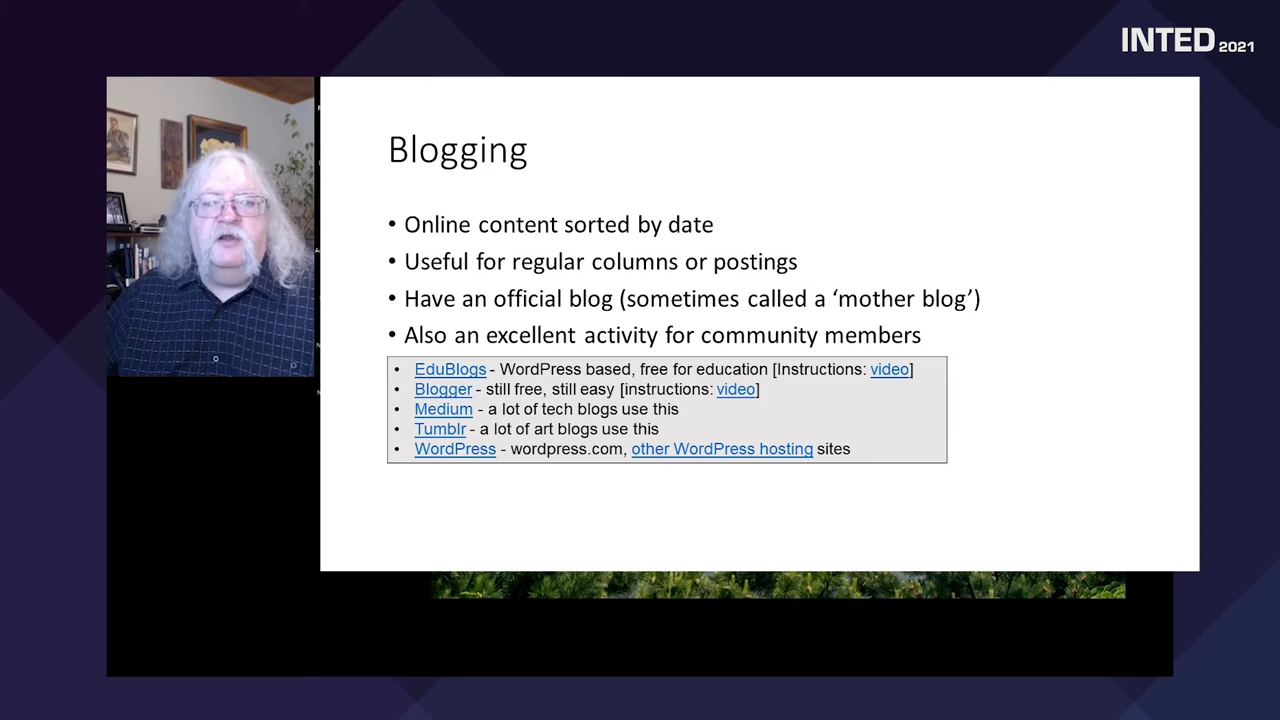 INTED 2021
Blogging
• Online content sorted by date
• Useful for regular columns or postings
• Have an official blog (sometimes called a ‘mother blog’)
• Also an excellent activity for community members
• EduBlogs - WordPress based, free for education [Instructions: video]
• Blogger - still free, still easy [instructions: video]
• Medium - a lot of tech blogs use this
• Tumblr - a lot of art blogs use this
• WordPress - wordpress.com, other WordPress hosting sites